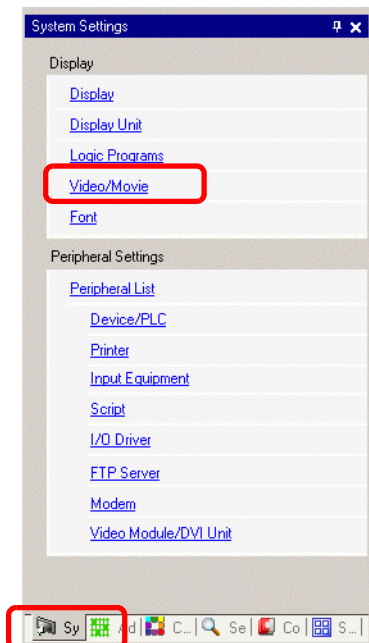 System Settings
Display
Display
Display Unit
Logic Programs
Video/Movie
Font
Peripheral Settings
Peripheral List
Device/PLC
Printer
Input Equipment
Script
I/O Driver
FTP Server
Modem
Video Module/DVI Unit
Sy Ad C... Se Co S...